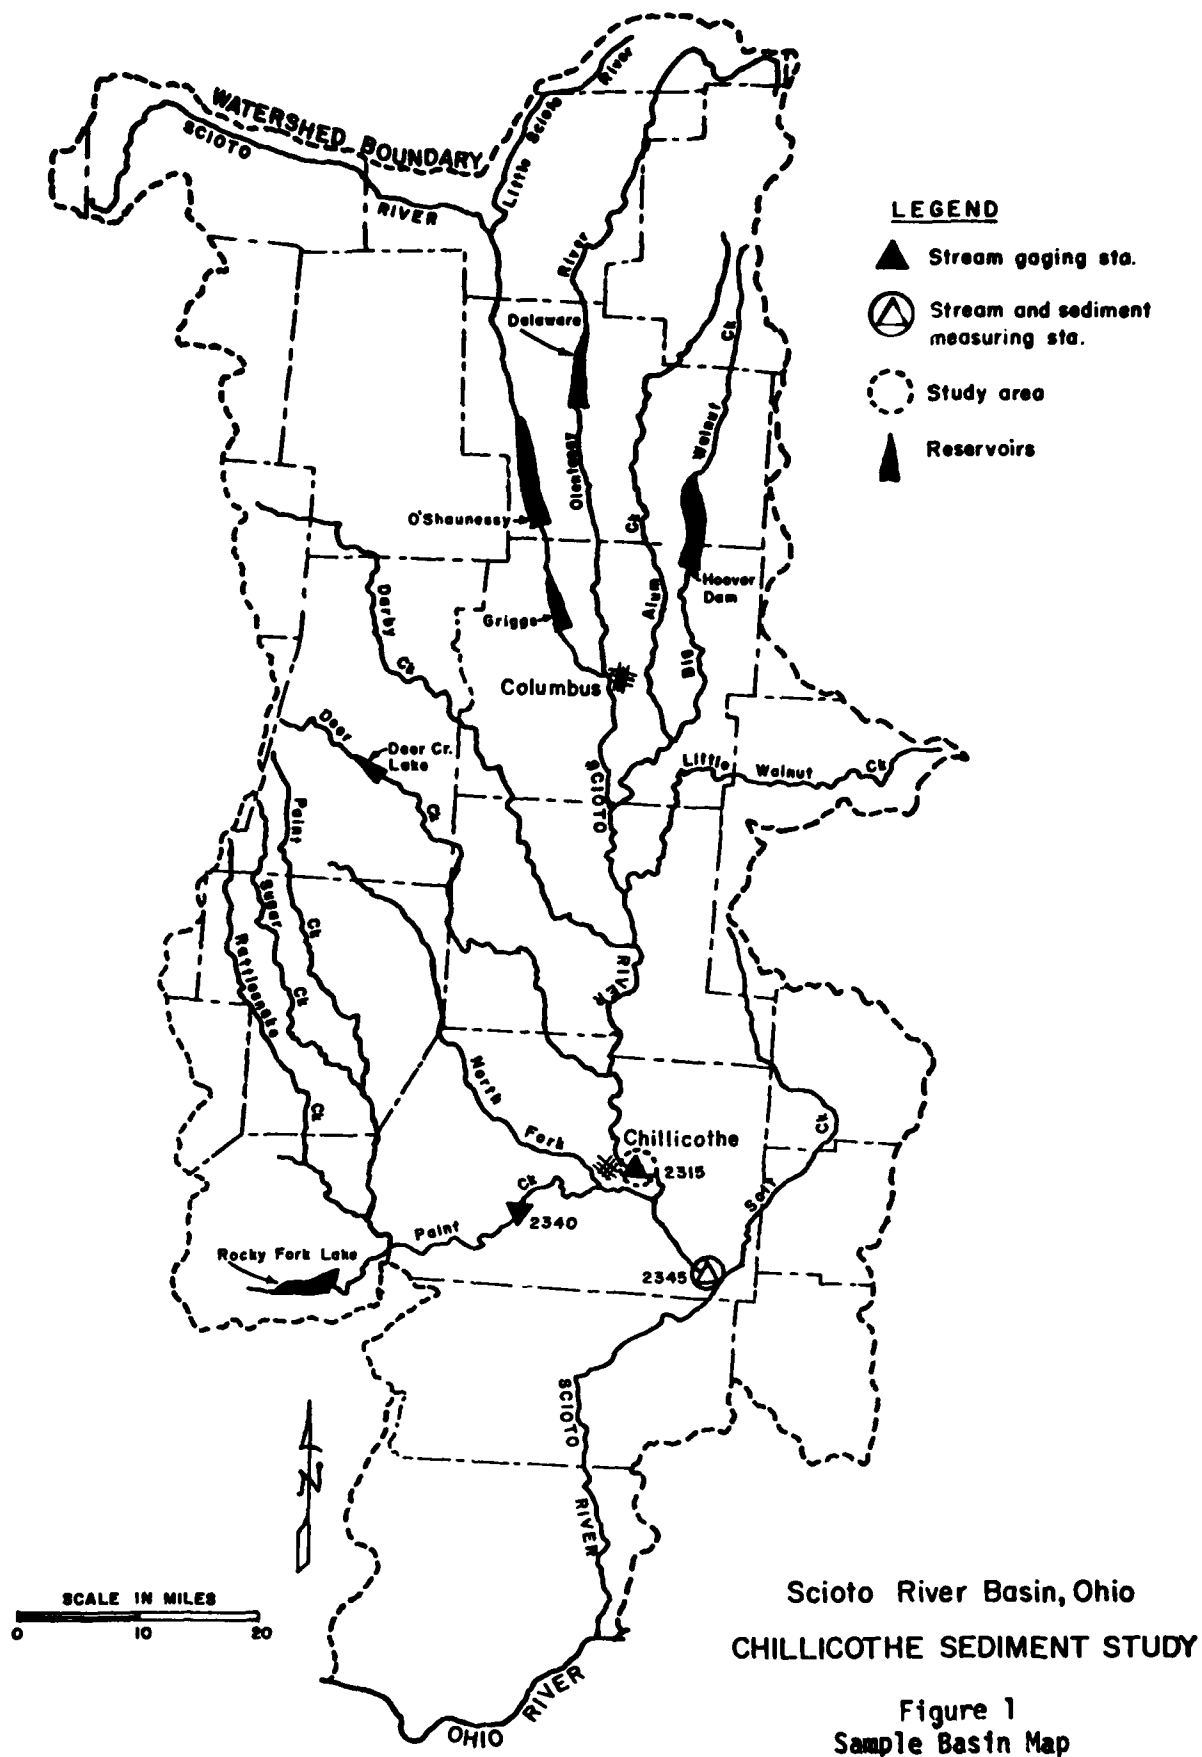 WATERSHED BOUNDARY
SCIOTO
RIVER
Little Scioto River
River
LEGEND
Stream gaging sta.
Stream and sediment
measuring sta.
Study area
Reservoirs
Delaware
Ck
Walnut
Olentangy
O'Shaunessy
Ck
Hoover
Dam
Darby
Alum
Griggs
Ck
Big
Columbus
Deer
Deer Cr.
Lake
Little Walnut Ck
SCIOTO
Paint
Ck
Sugar
Ck
Rattlesnake
Ck
RIVER
North
Fork
Ck
Chillicothe
2315
Ck
Salt
Ck
2340
Paint
Rocky Fork Lake
2345
SCIOTO
N
RIVER
SCALE IN MILES
0 10 20
Scioto River Basin, Ohio
CHILLICOTHE SEDIMENT STUDY
OHIO RIVER
Figure 1
Sample Basin Map